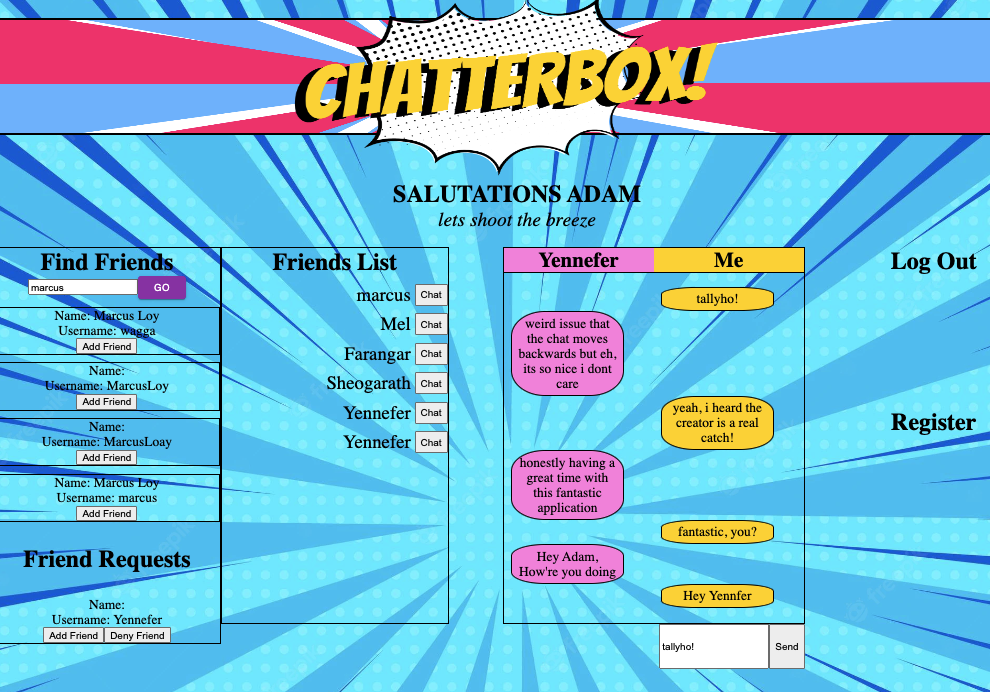 CHATTERBOX!
SALUTATIONS ADAM
lets shoot the breeze
Find Friends
marcus
GO
Name: Marcus Loy
Username: wagga
Add Friend
Name:
Username: MarcusLoy
Add Friend
Name:
Username: MarcusLoay
Add Friend
Name: Marcus Loy
Username: marcus
Add Friend
Friend Requests
Name:
Username: Yennefer
Add Friend
Deny Friend
Friends List
marcus Chat
Mel Chat
Farangar Chat
Sheogarath Chat
Yennefer Chat
Yennefer Chat
Yennefer
Me
tallyho!
weird issue that
the chat moves
backwards but eh,
its so nice i dont
care
yeah, i heard the
creator is a real
catch!
honestly having a
great time with
this fantastic
application
fantastic, you?
Hey Adam,
How're you doing
Hey Yennfer
tallyho!
Send
Log Out
Register